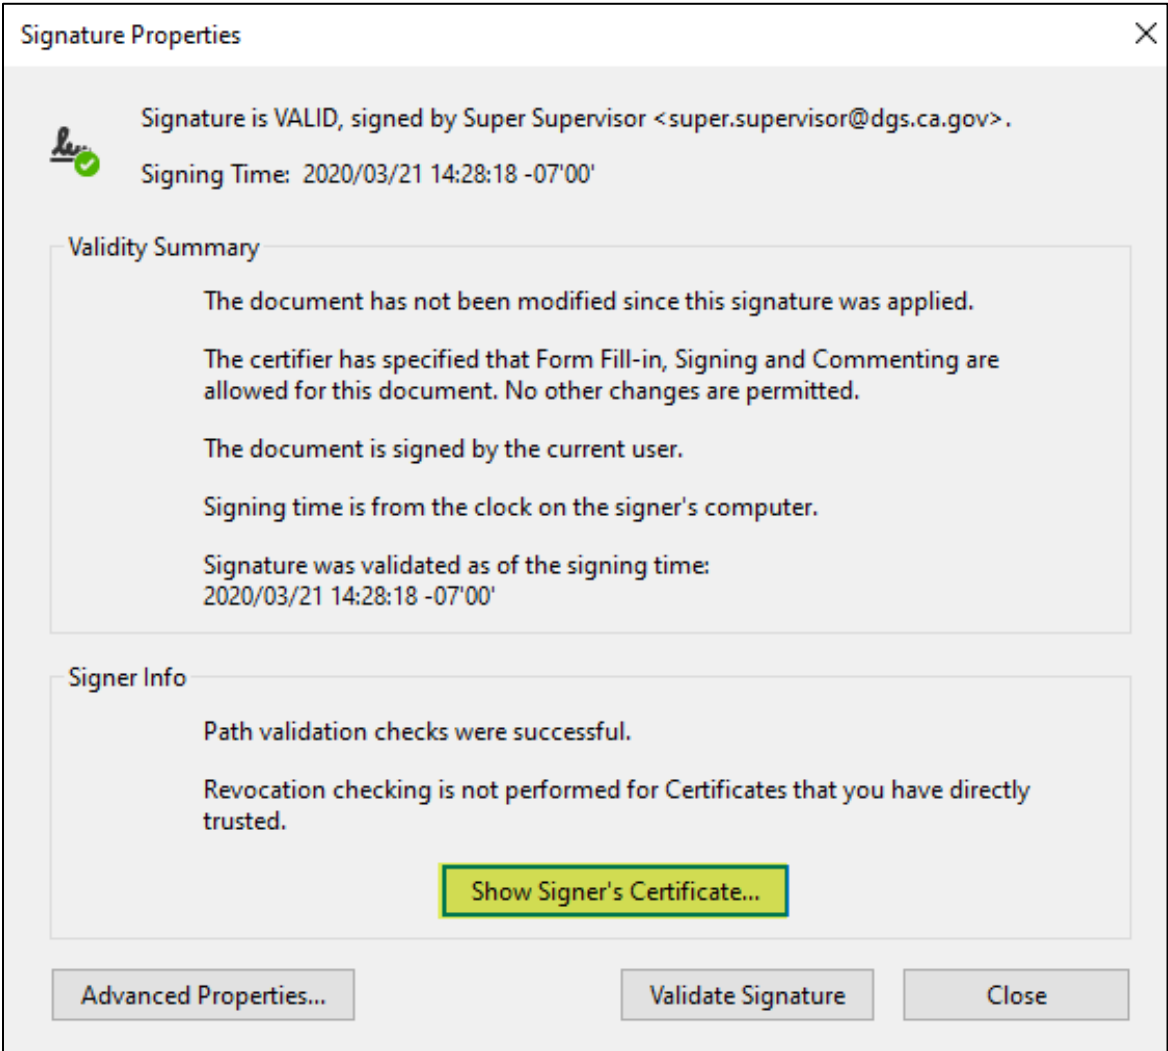 Signature Properties
Signature is VALID, signed by Super Supervisor <super.supervisor@dgs.ca.gov>.
Signing Time: 2020/03/21 14:28:18 -07'00'
Validity Summary
The document has not been modified since this signature was applied.
The certifier has specified that Form Fill-in, Signing and Commenting are
allowed for this document. No other changes are permitted.
The document is signed by the current user.
Signing time is from the clock on the signer's computer.
Signature was validated as of the signing time:
2020/03/21 14:28:18 -07'00'
Signer Info
Path validation checks were successful.
Revocation checking is not performed for Certificates that you have directly
trusted.
Show Signer's Certificate...
Advanced Properties...
Validate Signature
Close